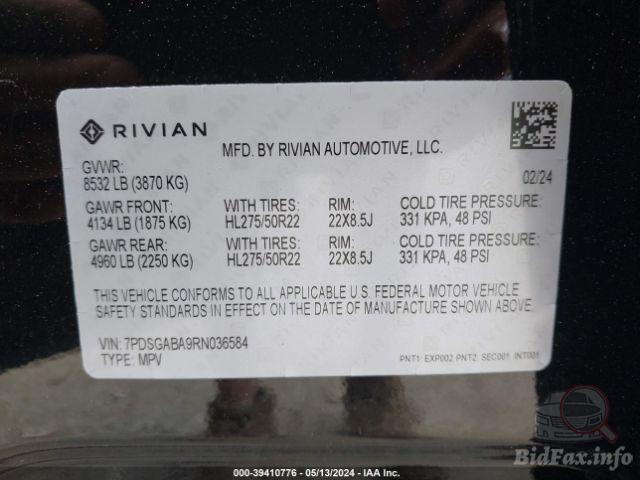 RIVIAN
MFD. BY RIVIAN AUTOMOTIVE, LLC.
GVWR:
8532 LB (3870 KG)
02/24
GAWR FRONT: WITH TIRES: RIM: COLD TIRE PRESSURE:
4134 LB (1875 KG) HL275/50R22 22X8.5J 331 KPA, 48 PSI
GAWR REAR: WITH TIRES: RIM: COLD TIRE PRESSURE:
4960 LB (2250 KG) HL275/50R22 22X8.5J 331 KPA, 48 PSI
THIS VEHICLE CONFORMS TO ALL APPLICABLE U.S. FEDERAL MOTOR VEHICLE
SAFETY STANDARDS IN EFFECT ON THE DATE OF MANUFACTURE SHOWN ABOVE.
VIN: 7PDSGABA9RN036584
TYPE: MPV
PNT1: EXP002 PNT2: SEC001 INT001
000-39410776 - 05/13/2024 - IAA Inc.
BidFax.info